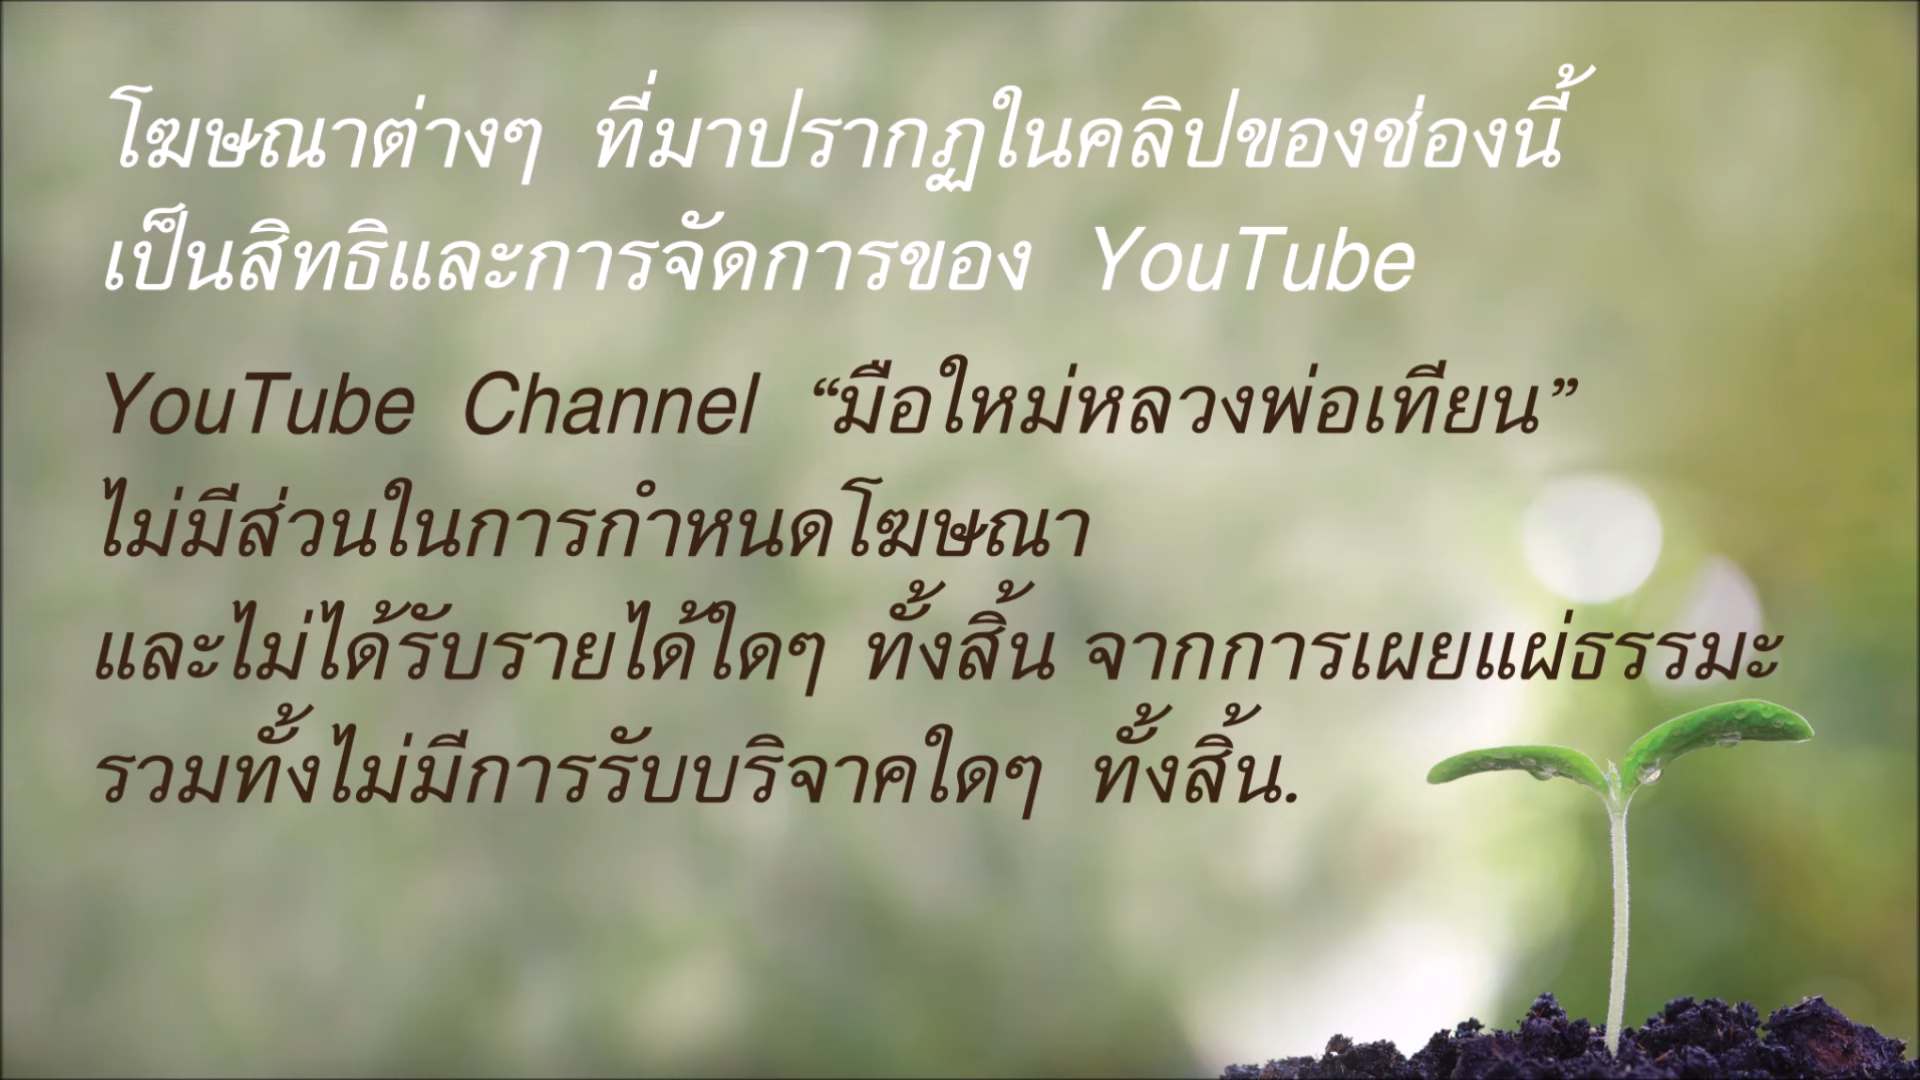 โฆษณาต่างๆ ที่มาปรากฏในคลิปของช่องนี้
เป็นสิทธิและการจัดการของ YouTube
YouTube Channel “มือใหม่หลวงพ่อเทียน”
ไม่มีส่วนในการกำหนดโฆษณา
และไม่ได้รับรายได้ใดๆ ทั้งสิ้น จากการเผยแผ่ธรรมะ
รวมทั้งไม่มีการรับบริจาคใดๆ ทั้งสิ้น.